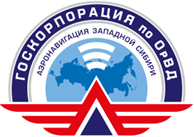 ГОСКОРПОРАЦИЯ по ОрВД
АЭРОНАВИГАЦИЯ ЗАПАДНОЙ СИБИРИ